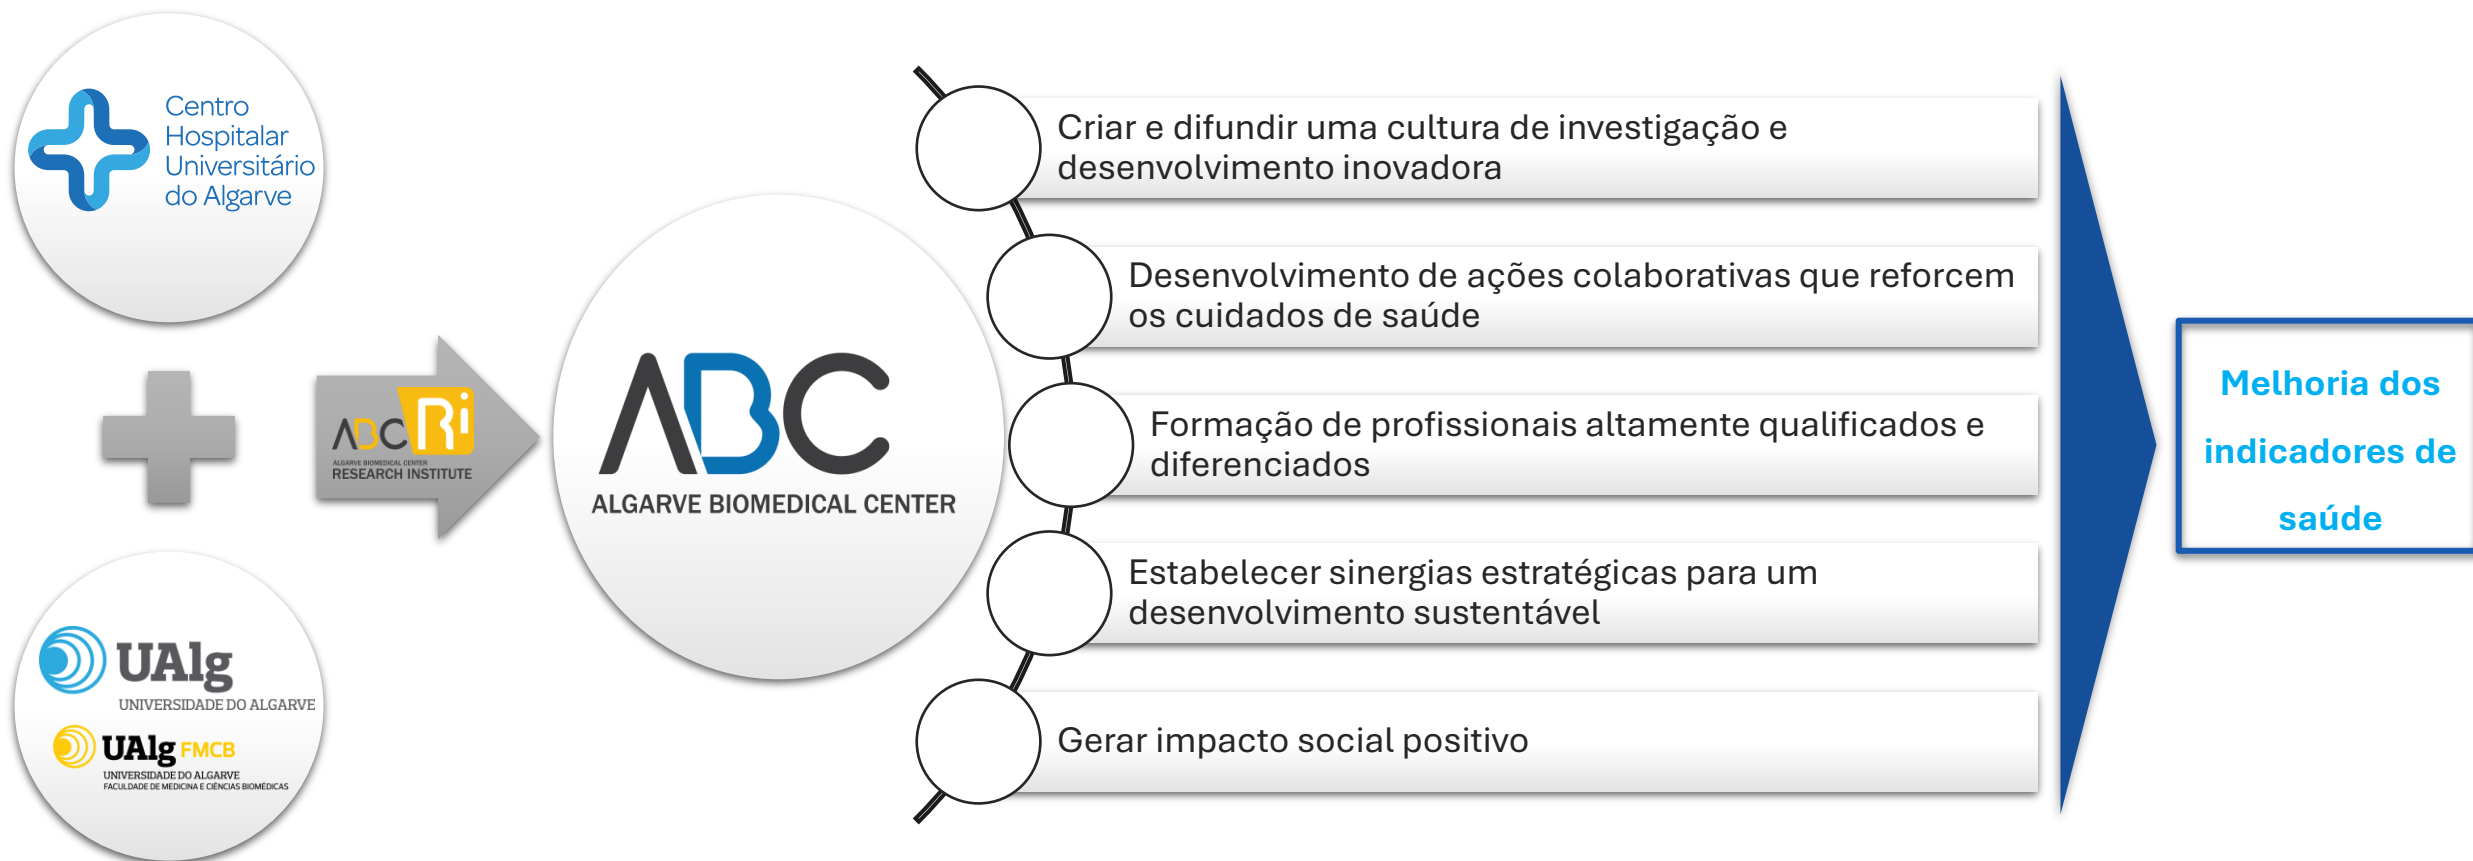 Centro
Hospitalar
Universitário
do Algarve
UAlg
UNIVERSIDADE DO ALGARVE
UAlg FMCB
UNIVERSIDADE DO ALGARVE
FACULDADE DE MEDICINA E CIÊNCIAS BIOMÉDICAS
ABC Ri
ALGARVE BIOMEDICAL CENTER
RESEARCH INSTITUTE
ABC
ALGARVE BIOMEDICAL CENTER
Criar e difundir uma cultura de investigação e
desenvolvimento inovadora
Desenvolvimento de ações colaborativas que reforcem
os cuidados de saúde
Formação de profissionais altamente qualificados e
diferenciados
Estabelecer sinergias estratégicas para um
desenvolvimento sustentável
Gerar impacto social positivo
Melhoria dos
indicadores de
saúde